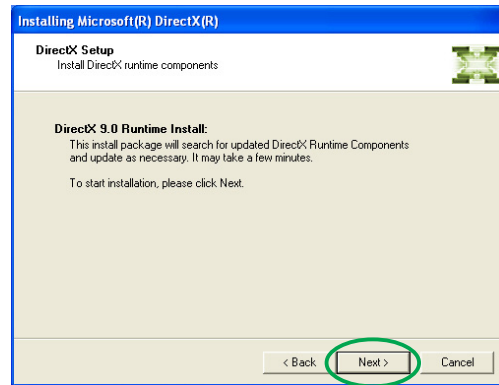 Installing Microsoft(R) DirectX(R)
DirectX Setup
Install DirectX runtime components
DirectX 9.0 Runtime Install:
This install package will search for updated DirectX Runtime Components
and update as necessary. It may take a few minutes.
To start installation, please click Next.
< Back Next > Cancel